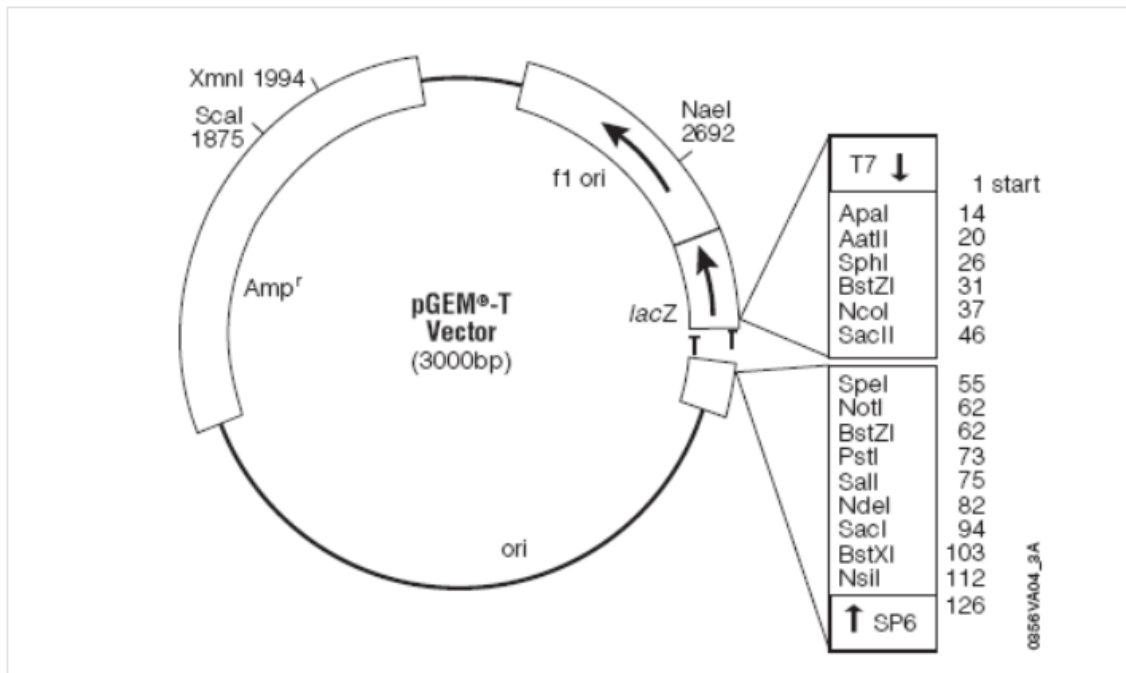 XmnI 1994
ScaI
1875
NaeI
2692
f1 ori
Ampʳ
pGEM®-T
Vector
(3000bp)
lacZ
T T
ori
T7 ↓
1 start
ApaI 14
AatII 20
SphI 26
BstZI 31
NcoI 37
SacII 46
SpeI 55
NotI 62
BstZI 62
PstI 73
SalI 75
NdeI 82
SacI 94
BstXI 103
NsiI 112
↑ SP6 126
0356VA04_3A